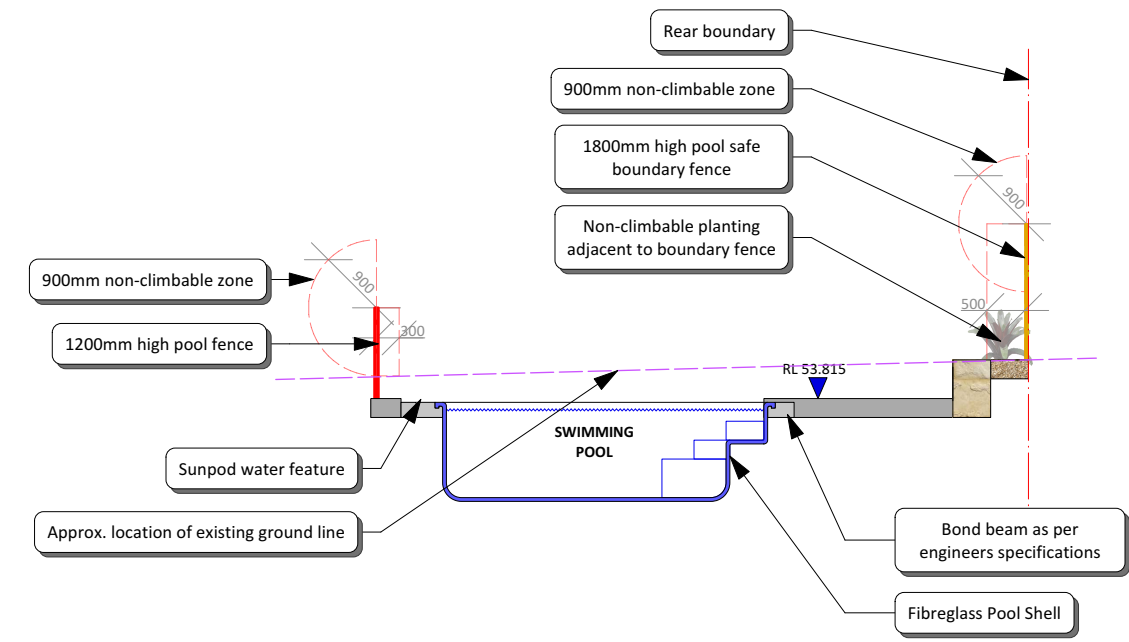 Rear boundary
900mm non-climbable zone
1800mm high pool safe
boundary fence
900
Non-climbable planting
adjacent to boundary fence
900mm non-climbable zone
900
500
1200mm high pool fence
300
RL 53.815
SWIMMING
POOL
Sunpod water feature
Approx. location of existing ground line
Bond beam as per
engineers specifications
Fibreglass Pool Shell